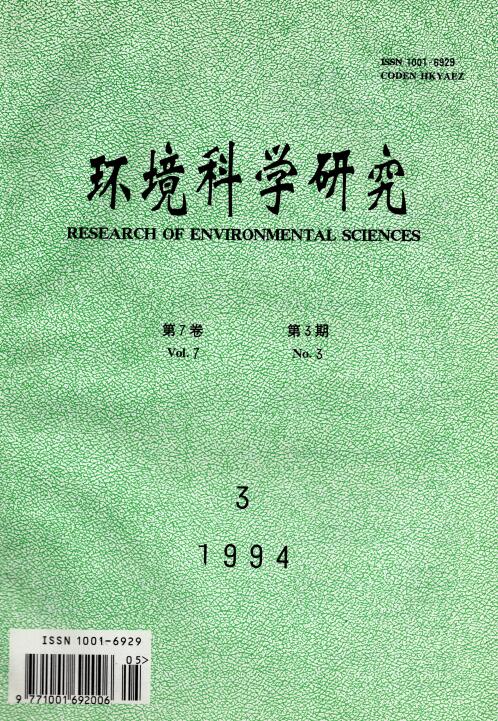 ISSN 1001-6929
CODEN HKYAEZ
环境科学研究
RESEARCH OF ENVIRONMENTAL SCIENCES
第7卷 第3期
Vol. 7 No. 3
3
1994
ISSN 1001-6929
05>
9 771001 692006